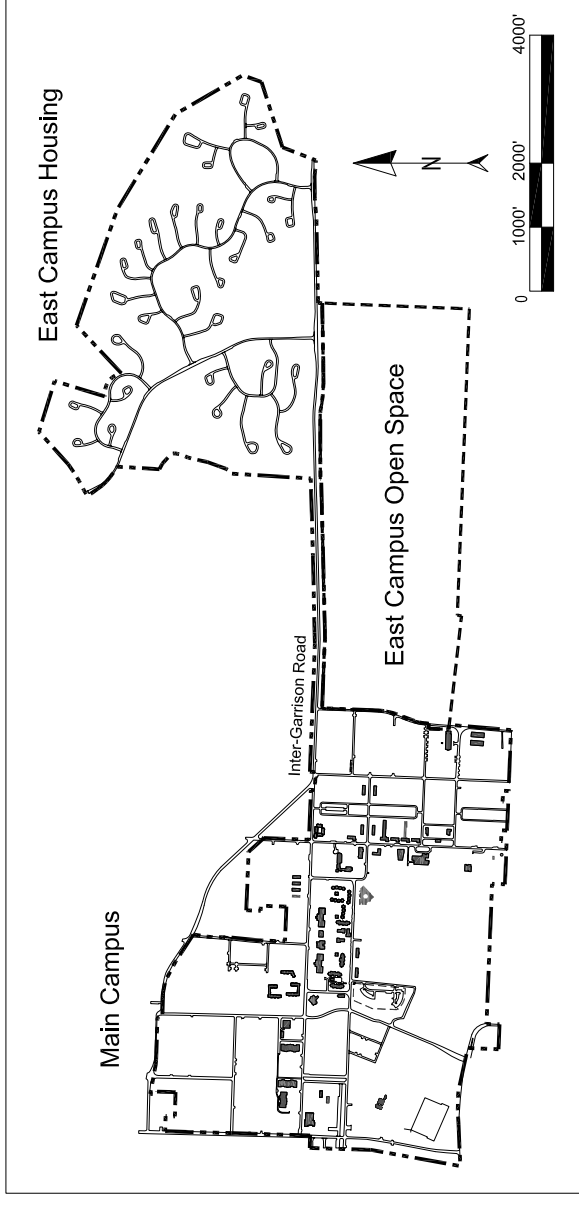 East Campus Housing
Main Campus
Inter-Garrison Road
East Campus Open Space
N
0
1000'
2000'
4000'